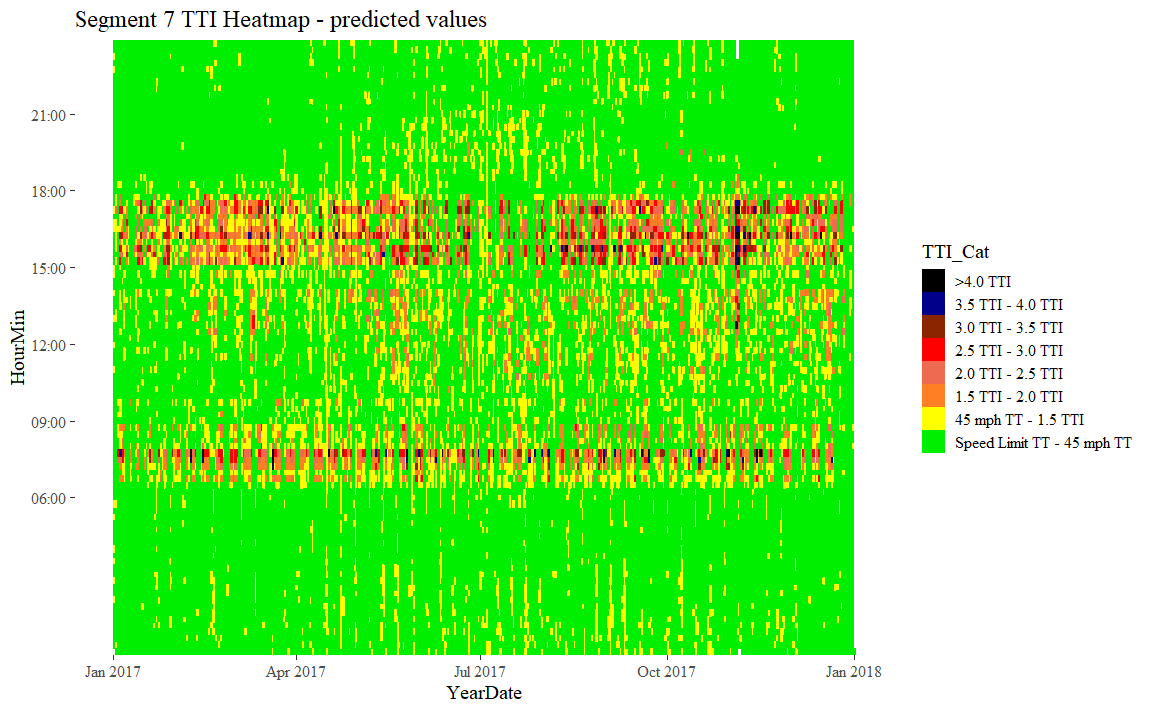 Segment 7 TTI Heatmap - predicted values
21:00
18:00
15:00
12:00
09:00
06:00
HourMin
Jan 2017
Apr 2017
Jul 2017
Oct 2017
Jan 2018
YearDate
TTI_Cat
>4.0 TTI
3.5 TTI - 4.0 TTI
3.0 TTI - 3.5 TTI
2.5 TTI - 3.0 TTI
2.0 TTI - 2.5 TTI
1.5 TTI - 2.0 TTI
45 mph TT - 1.5 TTI
Speed Limit TT - 45 mph TT